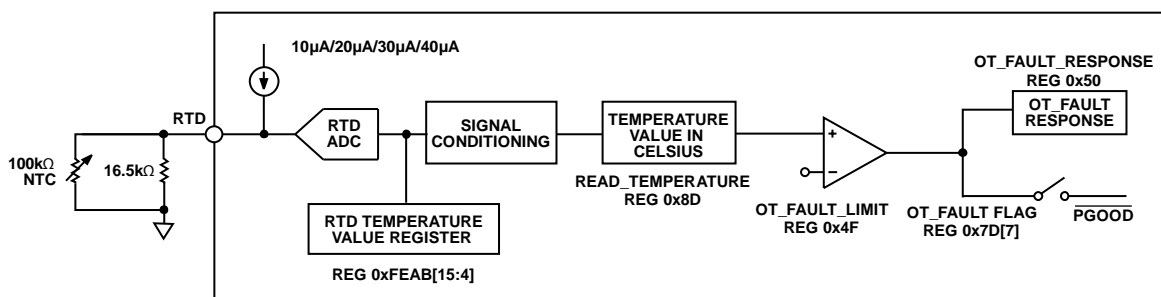 10μA/20μA/30μA/40μA
OT_FAULT_RESPONSE
REG 0x50
RTD
RTD
ADC
SIGNAL
CONDITIONING
TEMPERATURE
VALUE IN
CELSIUS
OT_FAULT
RESPONSE
+
–
100kΩ
NTC
16.5kΩ
READ_TEMPERATURE
REG 0x8D
OT_FAULT_LIMIT
REG 0x4F
OT_FAULT FLAG
REG 0x7D[7]
PGOOD
RTD TEMPERATURE
VALUE REGISTER
REG 0xFEAB[15:4]